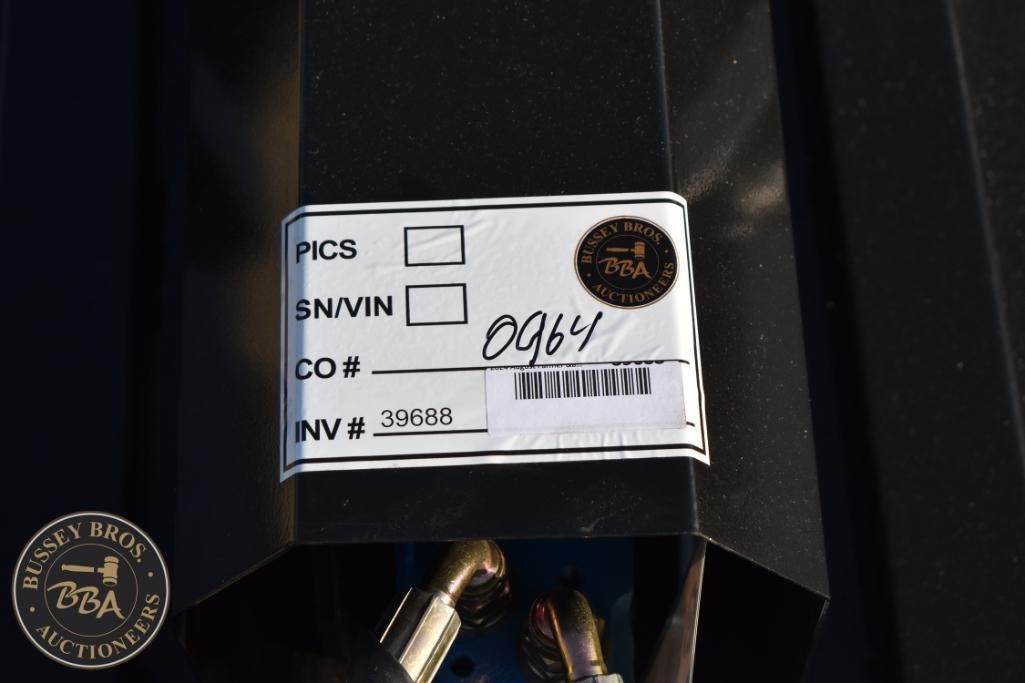 PICS
BUSSEY BROS.
BBA
AUCTIONEERS
SN/VIN
0964
CO #
INV # 39688
BUSSEY BROS.
BBA
AUCTIONEERS